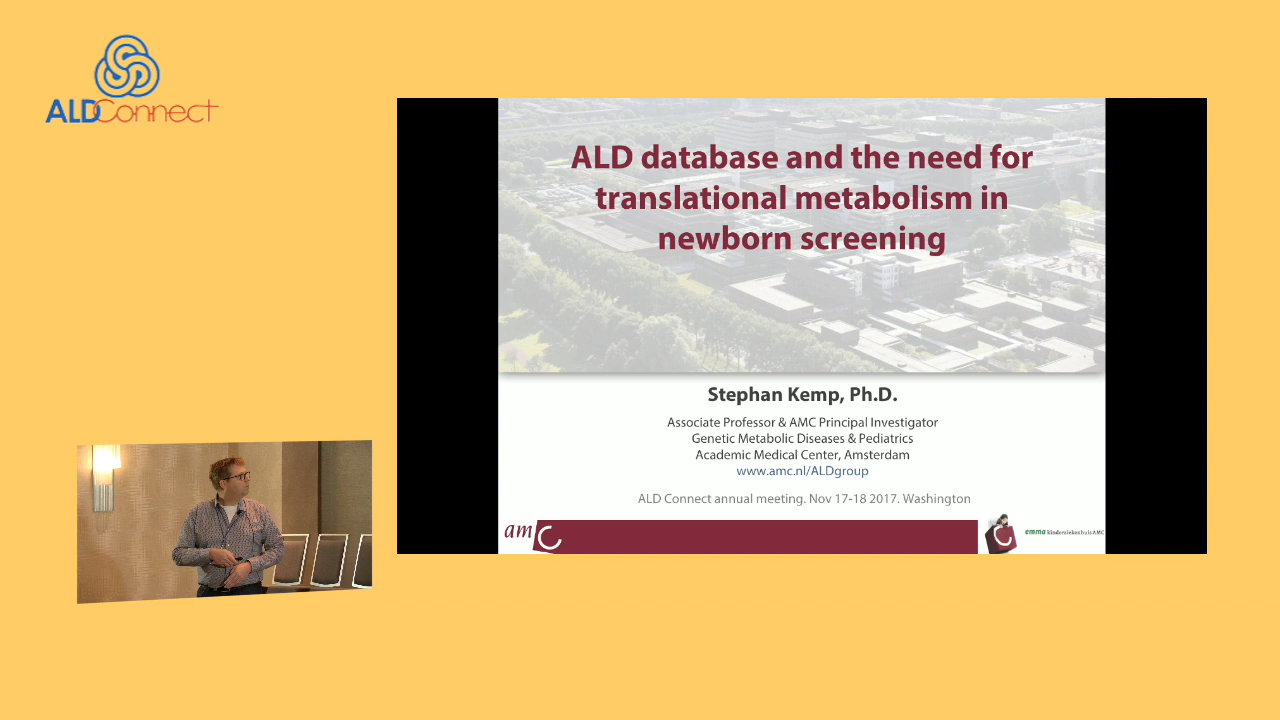 ALDConnect
ALD database and the need for
translational metabolism in
newborn screening
Stephan Kemp, Ph.D.
Associate Professor & AMC Principal Investigator
Genetic Metabolic Diseases & Pediatrics
Academic Medical Center, Amsterdam
www.amc.nl/ALDgroup
ALD Connect annual meeting. Nov 17-18 2017. Washington
amC
emma kinderziekenhuis AMC